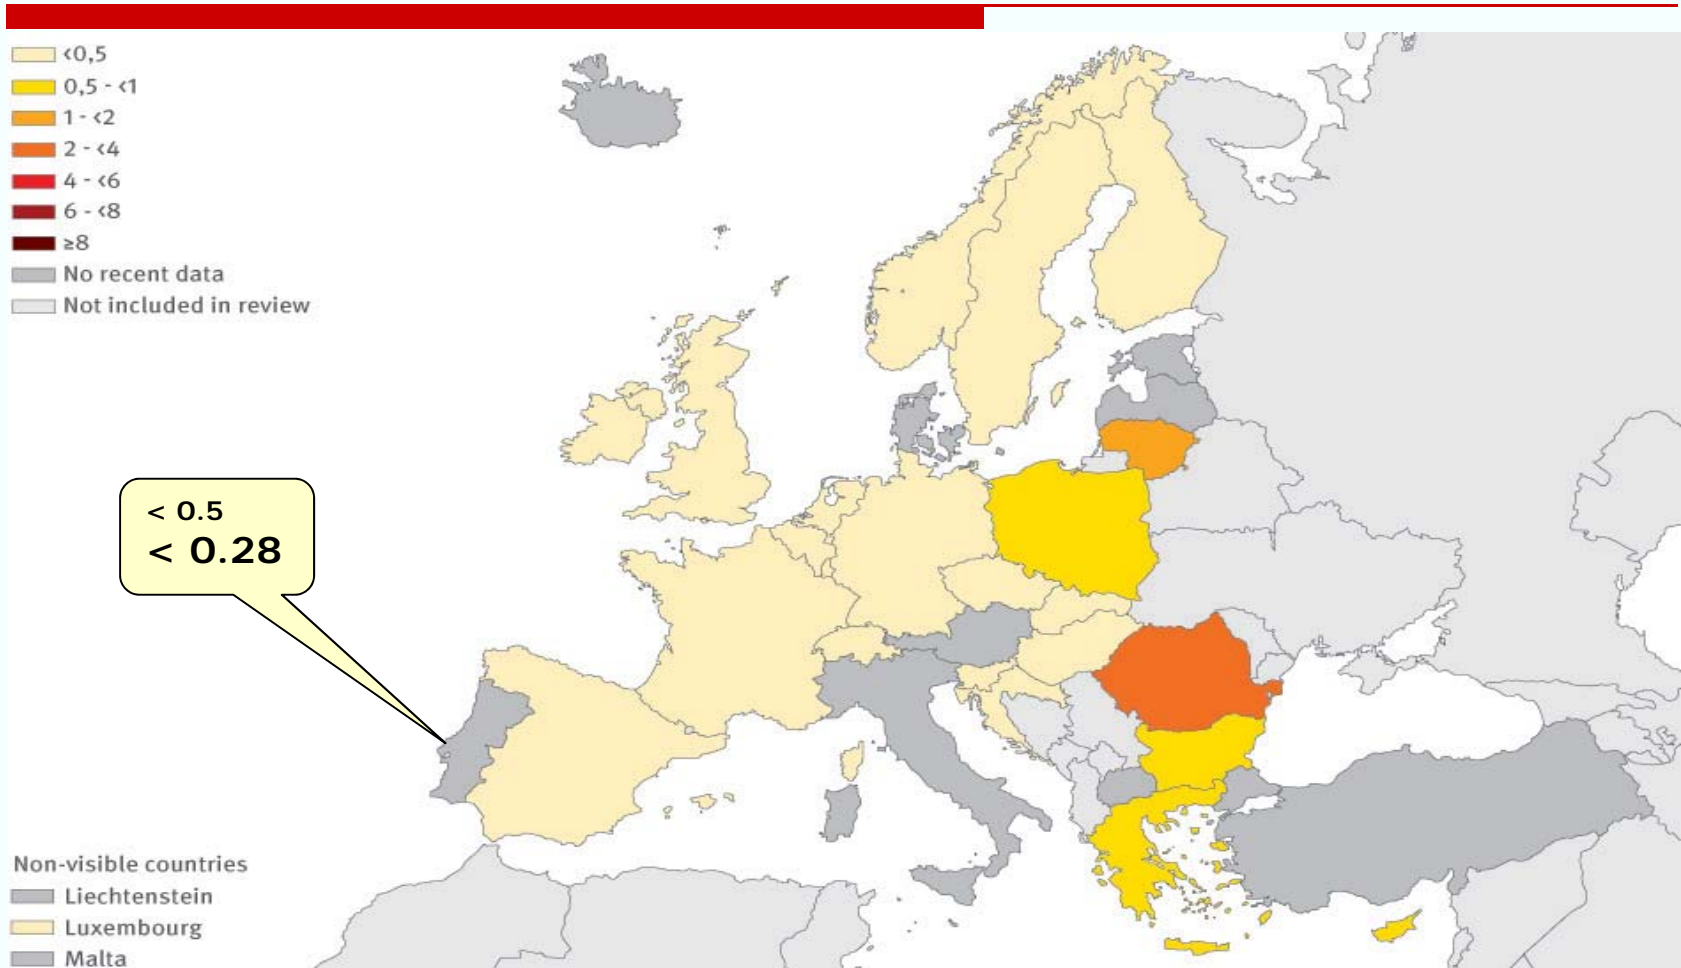 <0,5
0,5 - <1
1 - <2
2 - <4
4 - <6
6 - <8
≥8
No recent data
Not included in review
< 0.5
< 0.28
Non-visible countries
Liechtenstein
Luxembourg
Malta